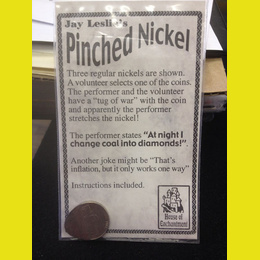 Jay Leslie's
Pinched Nickel
Three regular nickels are shown.
A volunteer selects one of the coins.
The performer and the volunteer
have a "tug of war" with the coin
and apparently the performer
stretches the nickel!
The performer states "At night I
change coal into diamonds!".
Another joke might be "That's
inflation, but it only works one way"
Instructions included.
House of
Enchantment